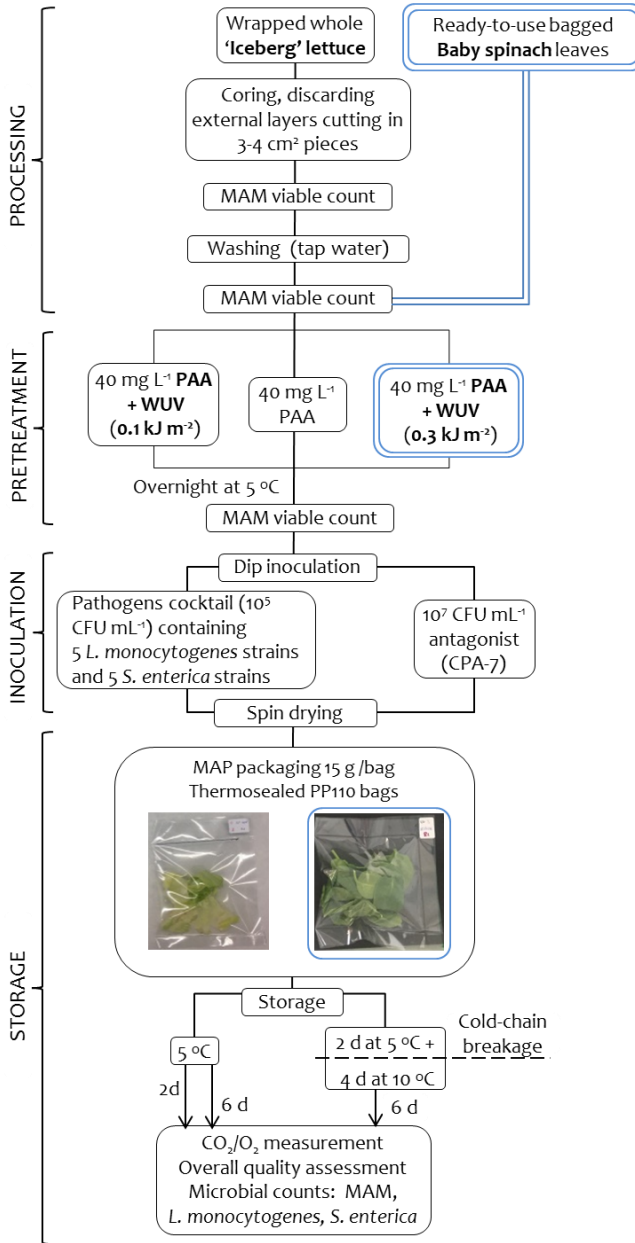 Wrapped whole
‘Iceberg’ lettuce
Ready-to-use bagged
Baby spinach leaves
PROCESSING
Coring, discarding
external layers cutting in
3-4 cm² pieces
MAM viable count
Washing (tap water)
MAM viable count
PRETREATMENT
40 mg L⁻¹ PAA
+ WUV
(0.1 kJ m⁻²)
40 mg L⁻¹
PAA
40 mg L⁻¹ PAA
+ WUV
(0.3 kJ m⁻²)
Overnight at 5 ºC
MAM viable count
INOCULATION
Dip inoculation
Pathogens cocktail (10⁵
CFU mL⁻¹) containing
5 L. monocytogenes strains
and 5 S. enterica strains
10⁷ CFU mL⁻¹
antagonist
(CPA-7)
Spin drying
STORAGE
MAP packaging 15 g /bag
Thermosealed PP110 bags
Storage
5 ºC
2 d at 5 ºC +
4 d at 10 ºC
Cold-chain
breakage
2d
6 d
6 d
CO₂/O₂ measurement
Overall quality assessment
Microbial counts: MAM,
L. monocytogenes, S. enterica